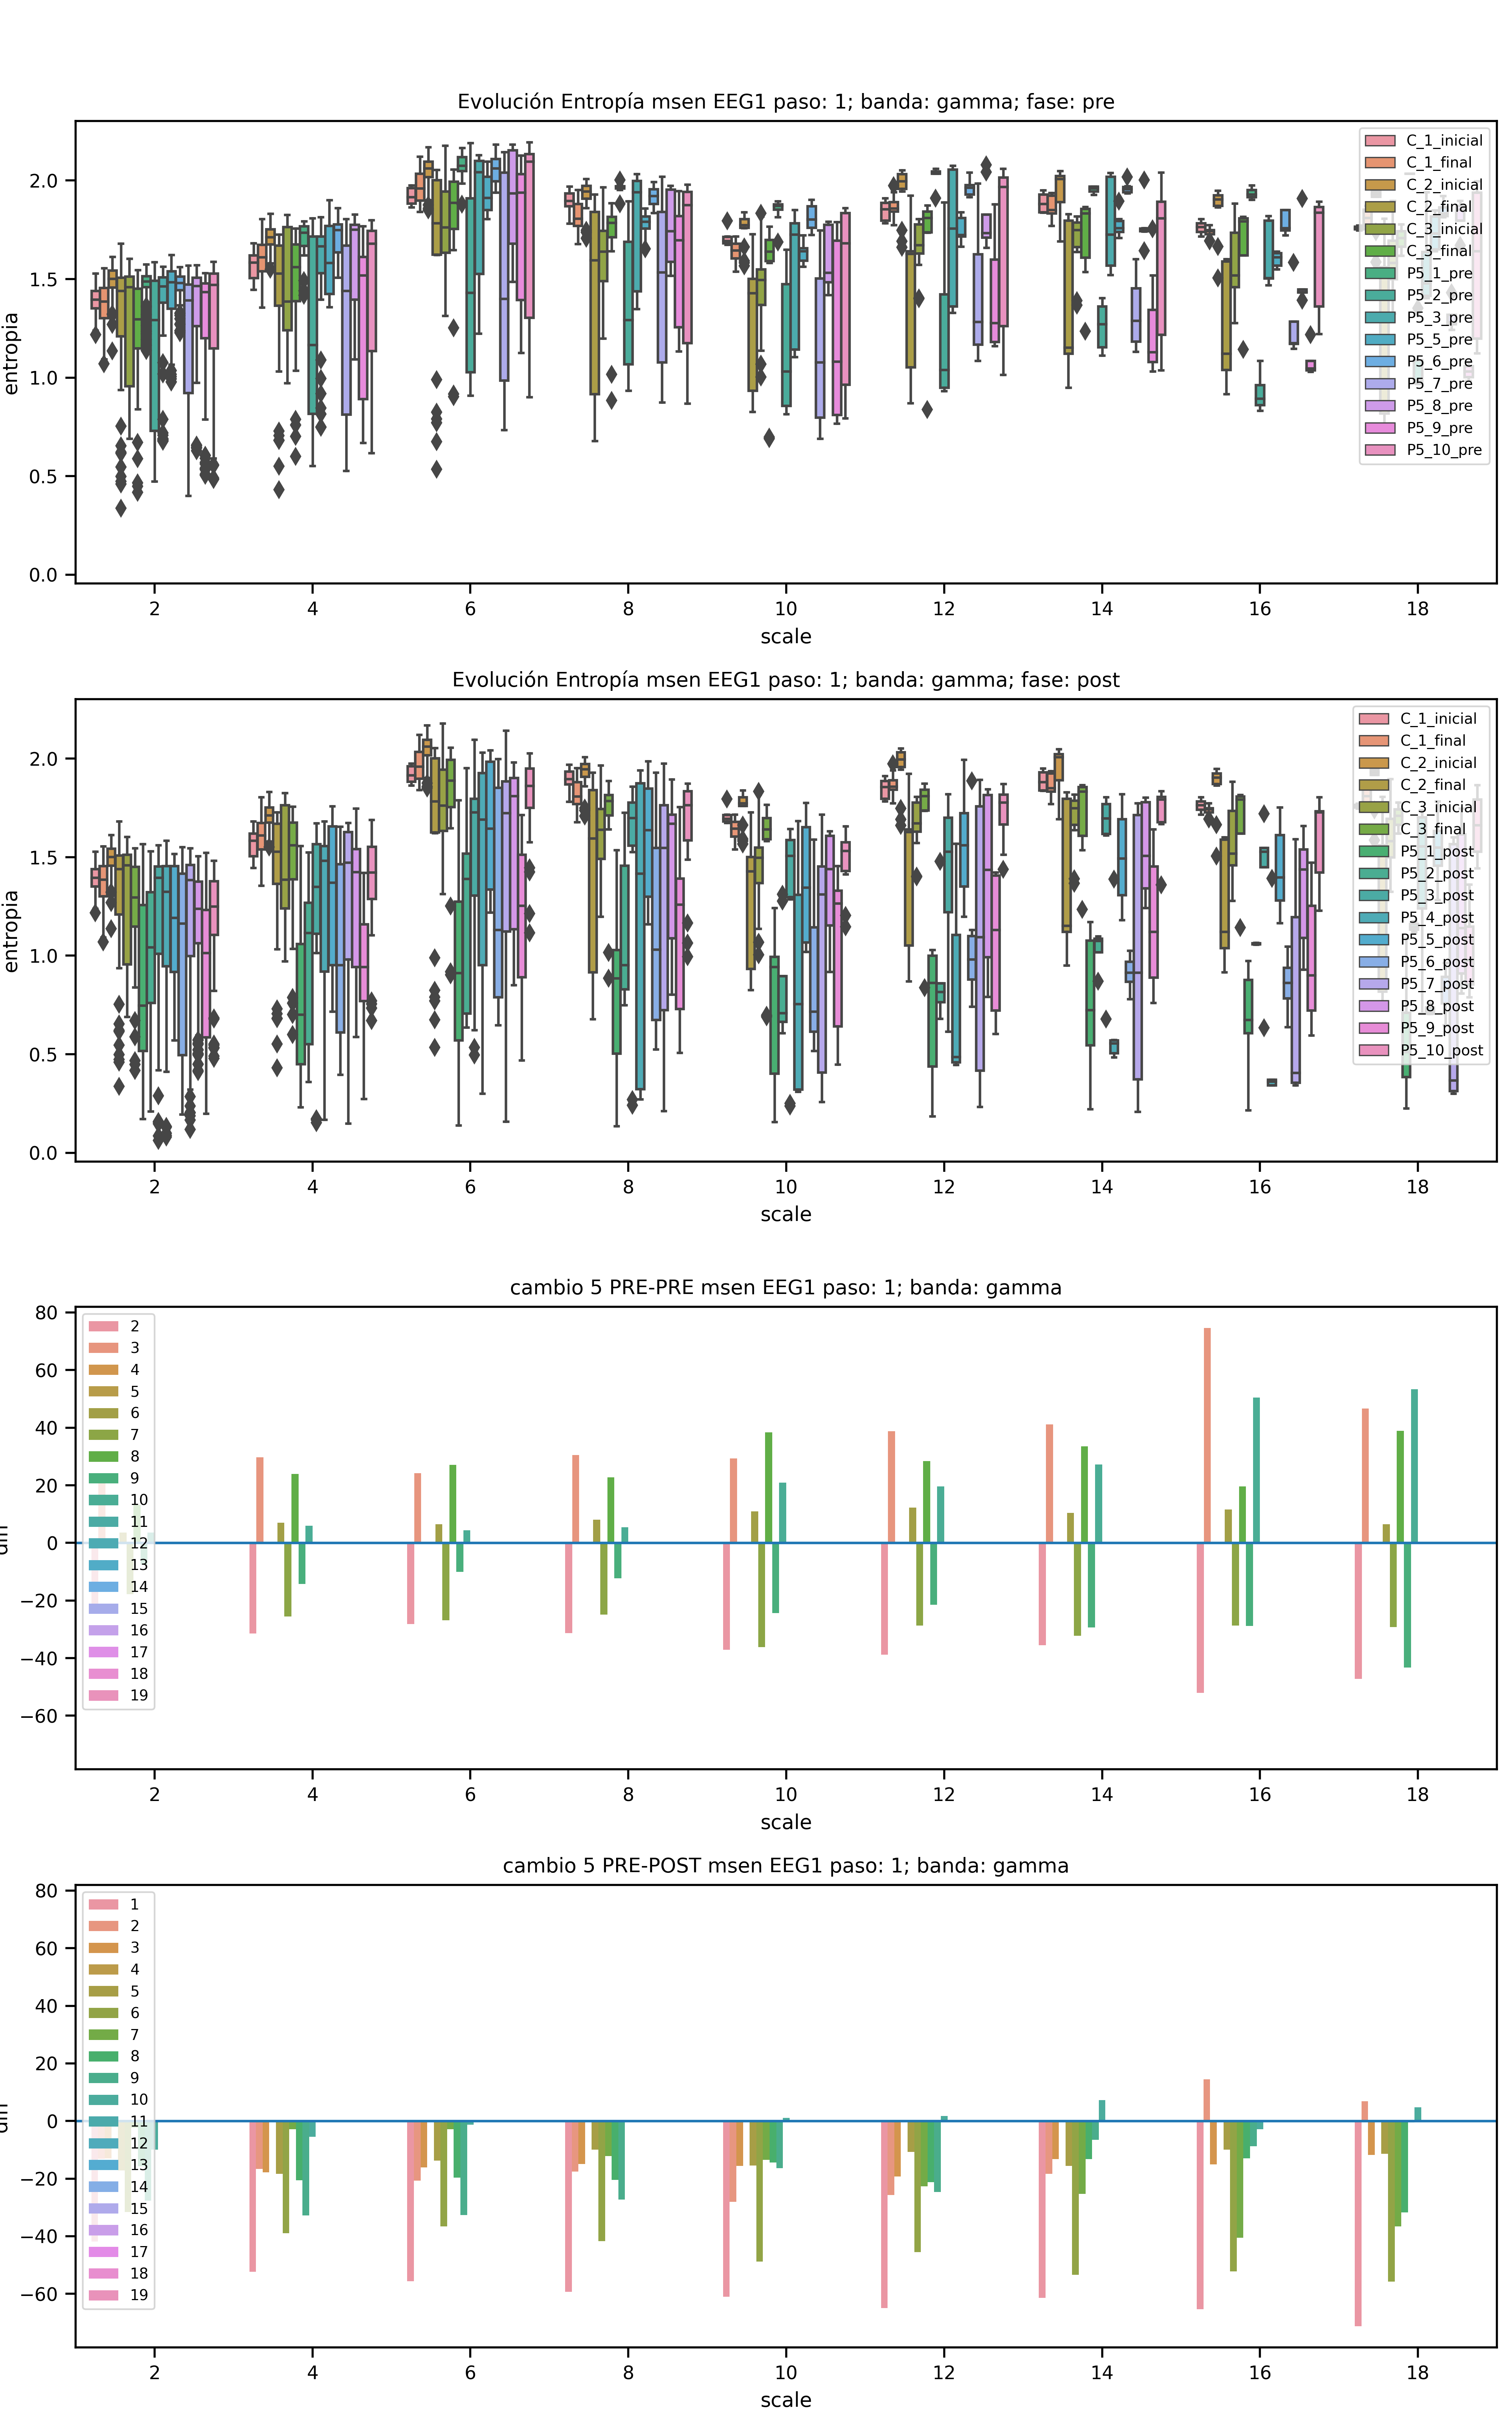 Evolución Entropía msen EEG1 paso: 1; banda: gamma; fase: pre
entropia
2.0
1.5
1.0
0.5
0.0
C_1_inicial
C_1_final
C_2_inicial
C_2_final
C_3_inicial
C_3_final
P5_1_pre
P5_2_pre
P5_3_pre
P5_5_pre
P5_6_pre
P5_7_pre
P5_8_pre
P5_9_pre
P5_10_pre
2 4 6 8 10 12 14 16 18
scale
Evolución Entropía msen EEG1 paso: 1; banda: gamma; fase: post
entropia
2.0
1.5
1.0
0.5
0.0
C_1_inicial
C_1_final
C_2_inicial
C_2_final
C_3_inicial
C_3_final
P5_1_post
P5_2_post
P5_3_post
P5_4_post
P5_5_post
P5_6_post
P5_7_post
P5_8_post
P5_9_post
P5_10_post
2 4 6 8 10 12 14 16 18
scale
cambio 5 PRE-PRE msen EEG1 paso: 1; banda: gamma
80
60
40
20
0
−20
−40
−60
2
3
4
5
6
7
8
9
10
11
12
13
14
15
16
17
18
19
2 4 6 8 10 12 14 16 18
scale
cambio 5 PRE-POST msen EEG1 paso: 1; banda: gamma
80
60
40
20
0
−20
−40
−60
1
2
3
4
5
6
7
8
9
10
11
12
13
14
15
16
17
18
19
2 4 6 8 10 12 14 16 18
scale